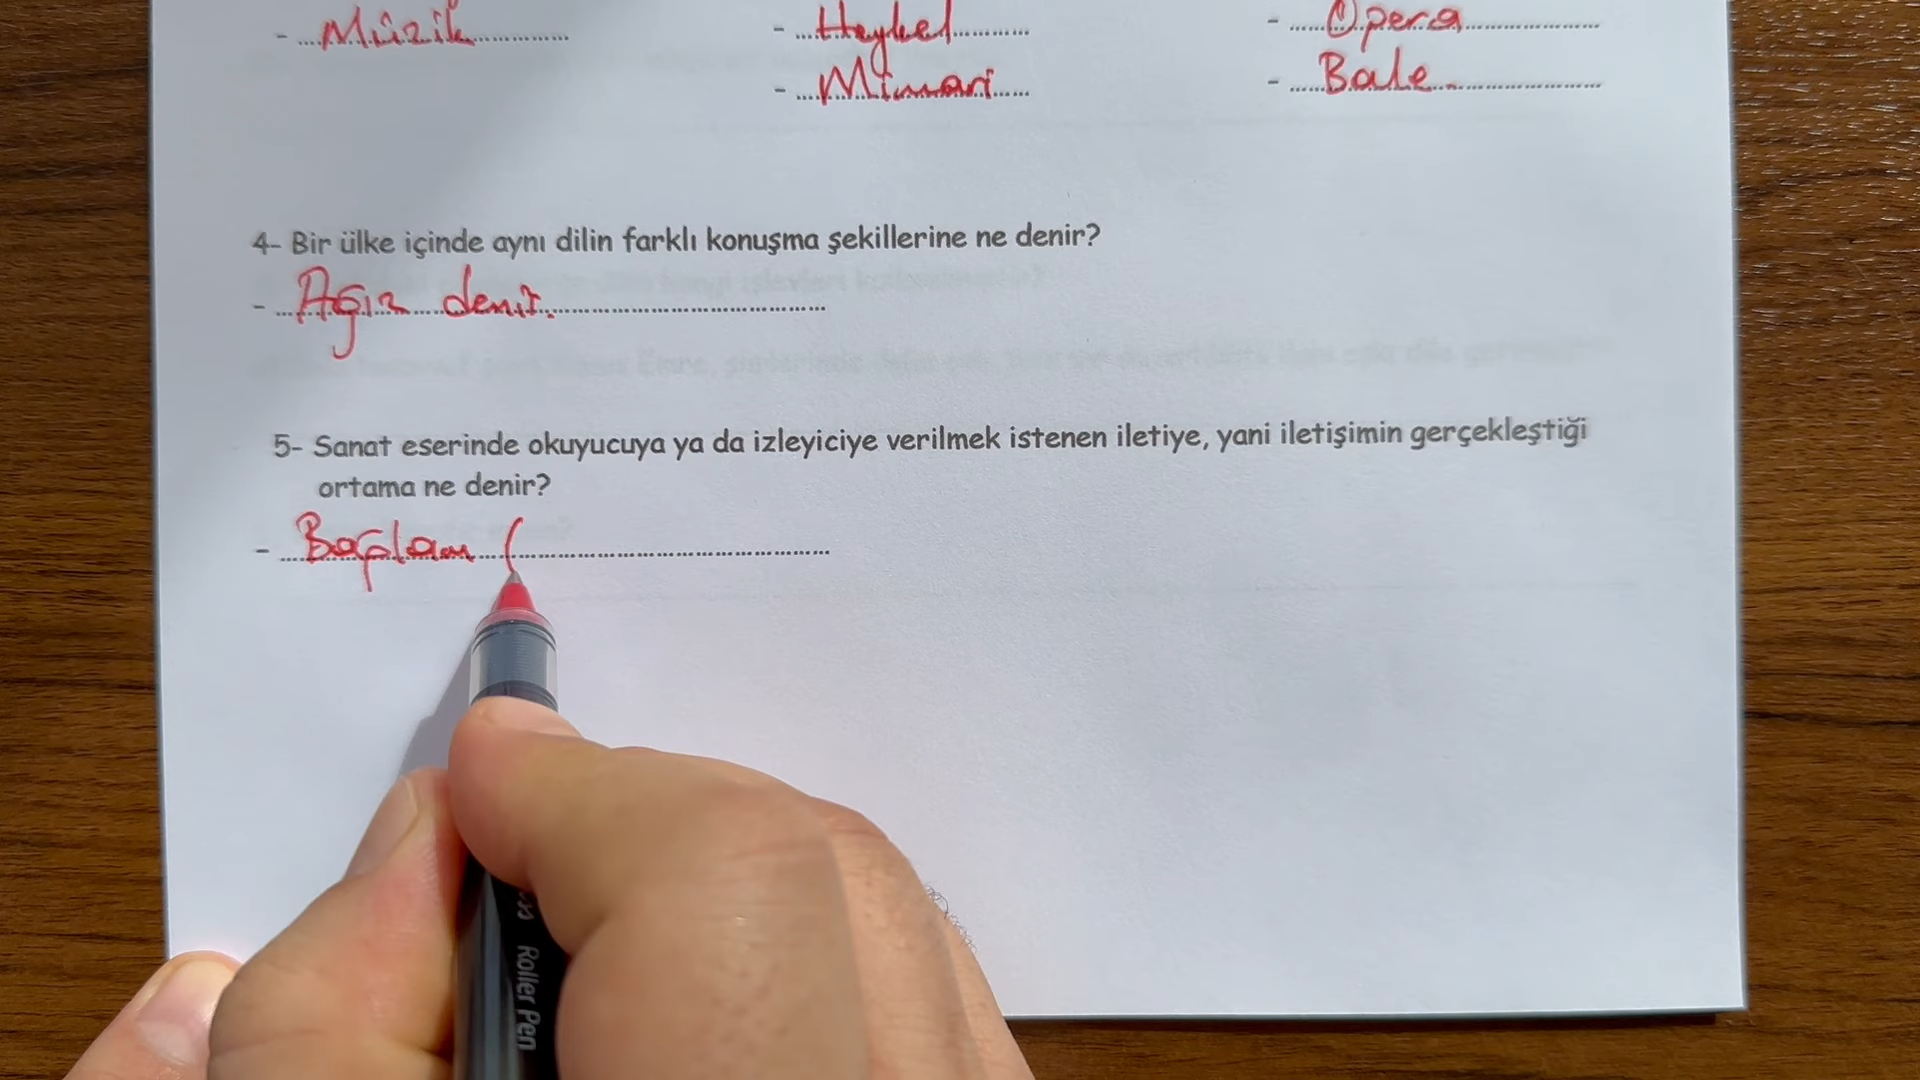 - Müzik - Heykel - Opera
- Mimari - Bale
4- Bir ülke içinde aynı dilin farklı konuşma şekillerine ne denir?
- Ağız denir.
5- Sanat eserinde okuyucuya ya da izleyiciye verilmek istenen iletiye, yani iletişimin gerçekleştiği
ortama ne denir?
- Bağlam (
Roller Pen